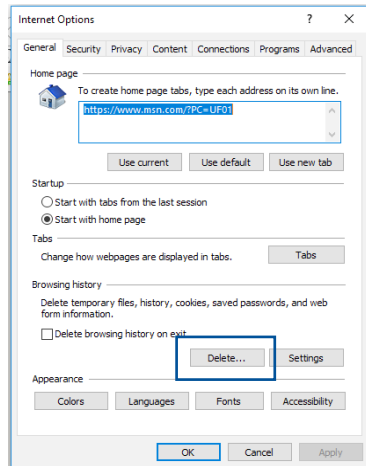 Internet Options ? X
General Security Privacy Content Connections Programs Advanced
Home page
To create home page tabs, type each address on its own line.
https://www.msn.com/?PC=UF01
Use current Use default Use new tab
Startup
Start with tabs from the last session
Start with home page
Tabs
Change how webpages are displayed in tabs. Tabs
Browsing history
Delete temporary files, history, cookies, saved passwords, and web
form information.
Delete browsing history on exit
Delete... Settings
Appearance
Colors Languages Fonts Accessibility
OK Cancel Apply